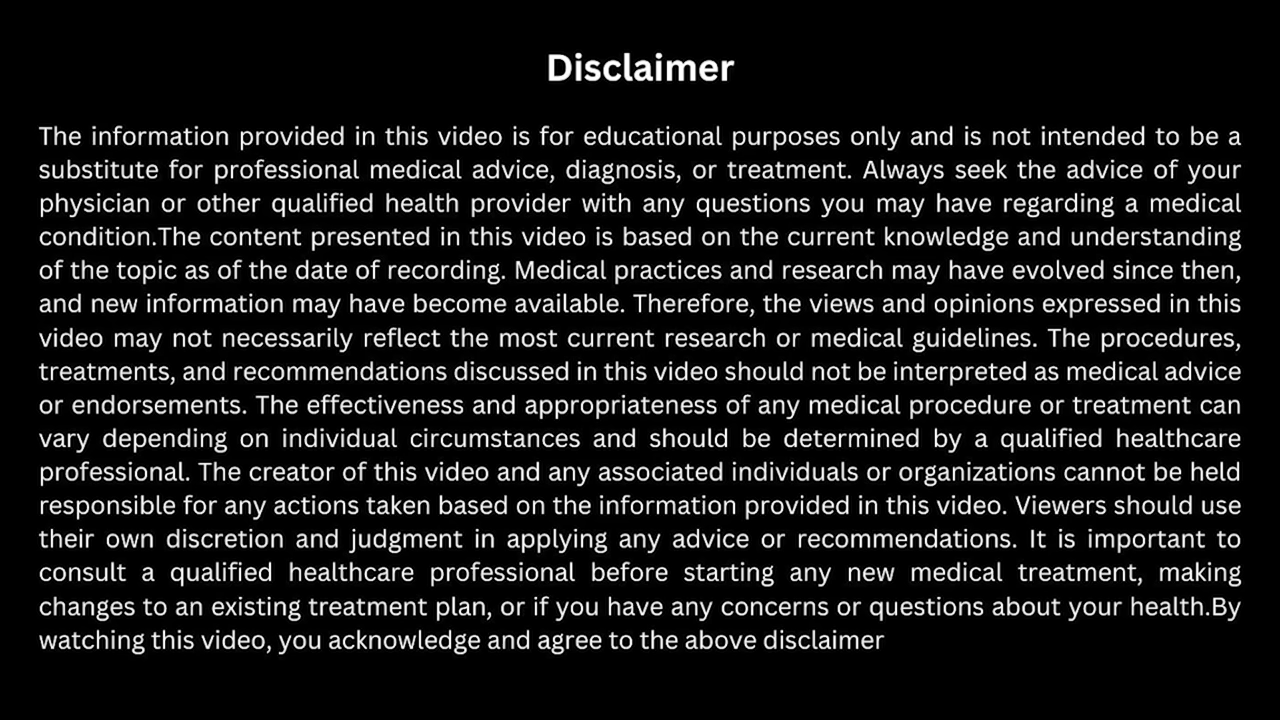 Disclaimer
The information provided in this video is for educational purposes only and is not intended to be a
substitute for professional medical advice, diagnosis, or treatment. Always seek the advice of your
physician or other qualified health provider with any questions you may have regarding a medical
condition.The content presented in this video is based on the current knowledge and understanding
of the topic as of the date of recording. Medical practices and research may have evolved since then,
and new information may have become available. Therefore, the views and opinions expressed in this
video may not necessarily reflect the most current research or medical guidelines. The procedures,
treatments, and recommendations discussed in this video should not be interpreted as medical advice
or endorsements. The effectiveness and appropriateness of any medical procedure or treatment can
vary depending on individual circumstances and should be determined by a qualified healthcare
professional. The creator of this video and any associated individuals or organizations cannot be held
responsible for any actions taken based on the information provided in this video. Viewers should use
their own discretion and judgment in applying any advice or recommendations. It is important to
consult a qualified healthcare professional before starting any new medical treatment, making
changes to an existing treatment plan, or if you have any concerns or questions about your health.By
watching this video, you acknowledge and agree to the above disclaimer